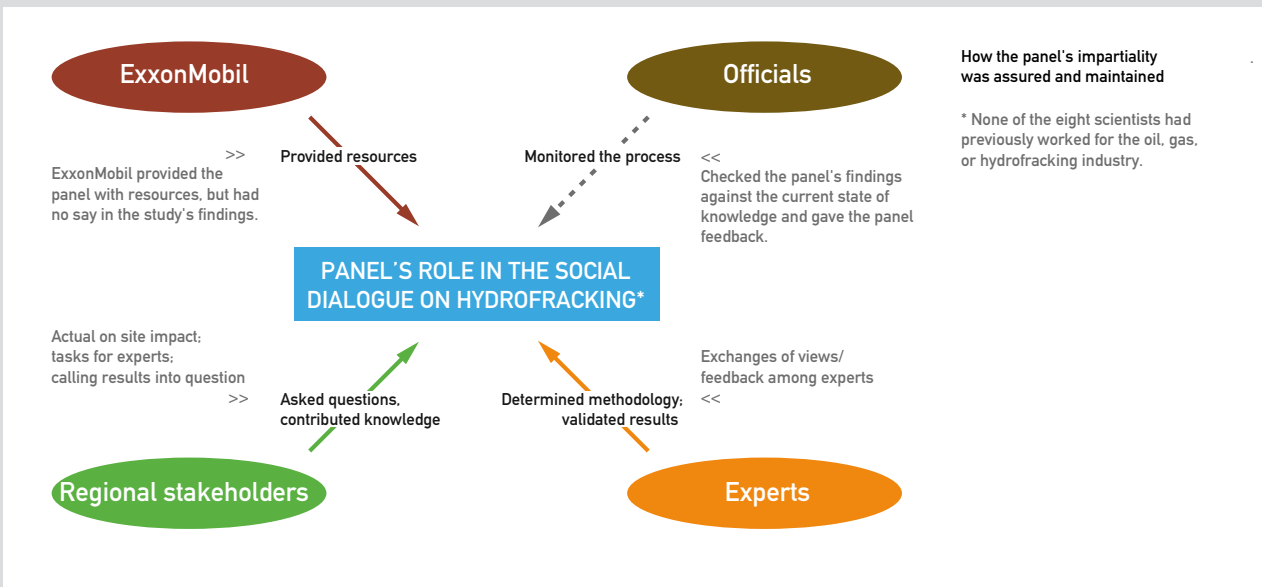 ExxonMobil
Officials
How the panel's impartiality
was assured and maintained
* None of the eight scientists had
previously worked for the oil, gas,
or hydrofracking industry.
>>
ExxonMobil provided the
panel with resources, but had
no say in the study's findings.
Provided resources
Monitored the process
<<
Checked the panel's findings
against the current state of
knowledge and gave the panel
feedback.
PANEL'S ROLE IN THE SOCIAL
DIALOGUE ON HYDROFRACKING*
Actual on site impact;
tasks for experts;
calling results into question
>>
Asked questions,
contributed knowledge
Determined methodology;
validated results
Exchanges of views/
feedback among experts
<<
Regional stakeholders
Experts